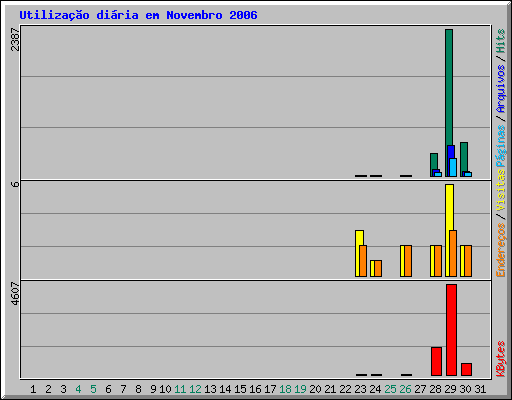 Utilização diária em Novembro 2006
2387
6
4607
KBytes
Endereços / Visitas
Páginas / Arquivos / Hits
1 2 3 4 5 6 7 8 9 10 11 12 13 14 15 16 17 18 19 20 21 22 23 24 25 26 27 28 29 30 31